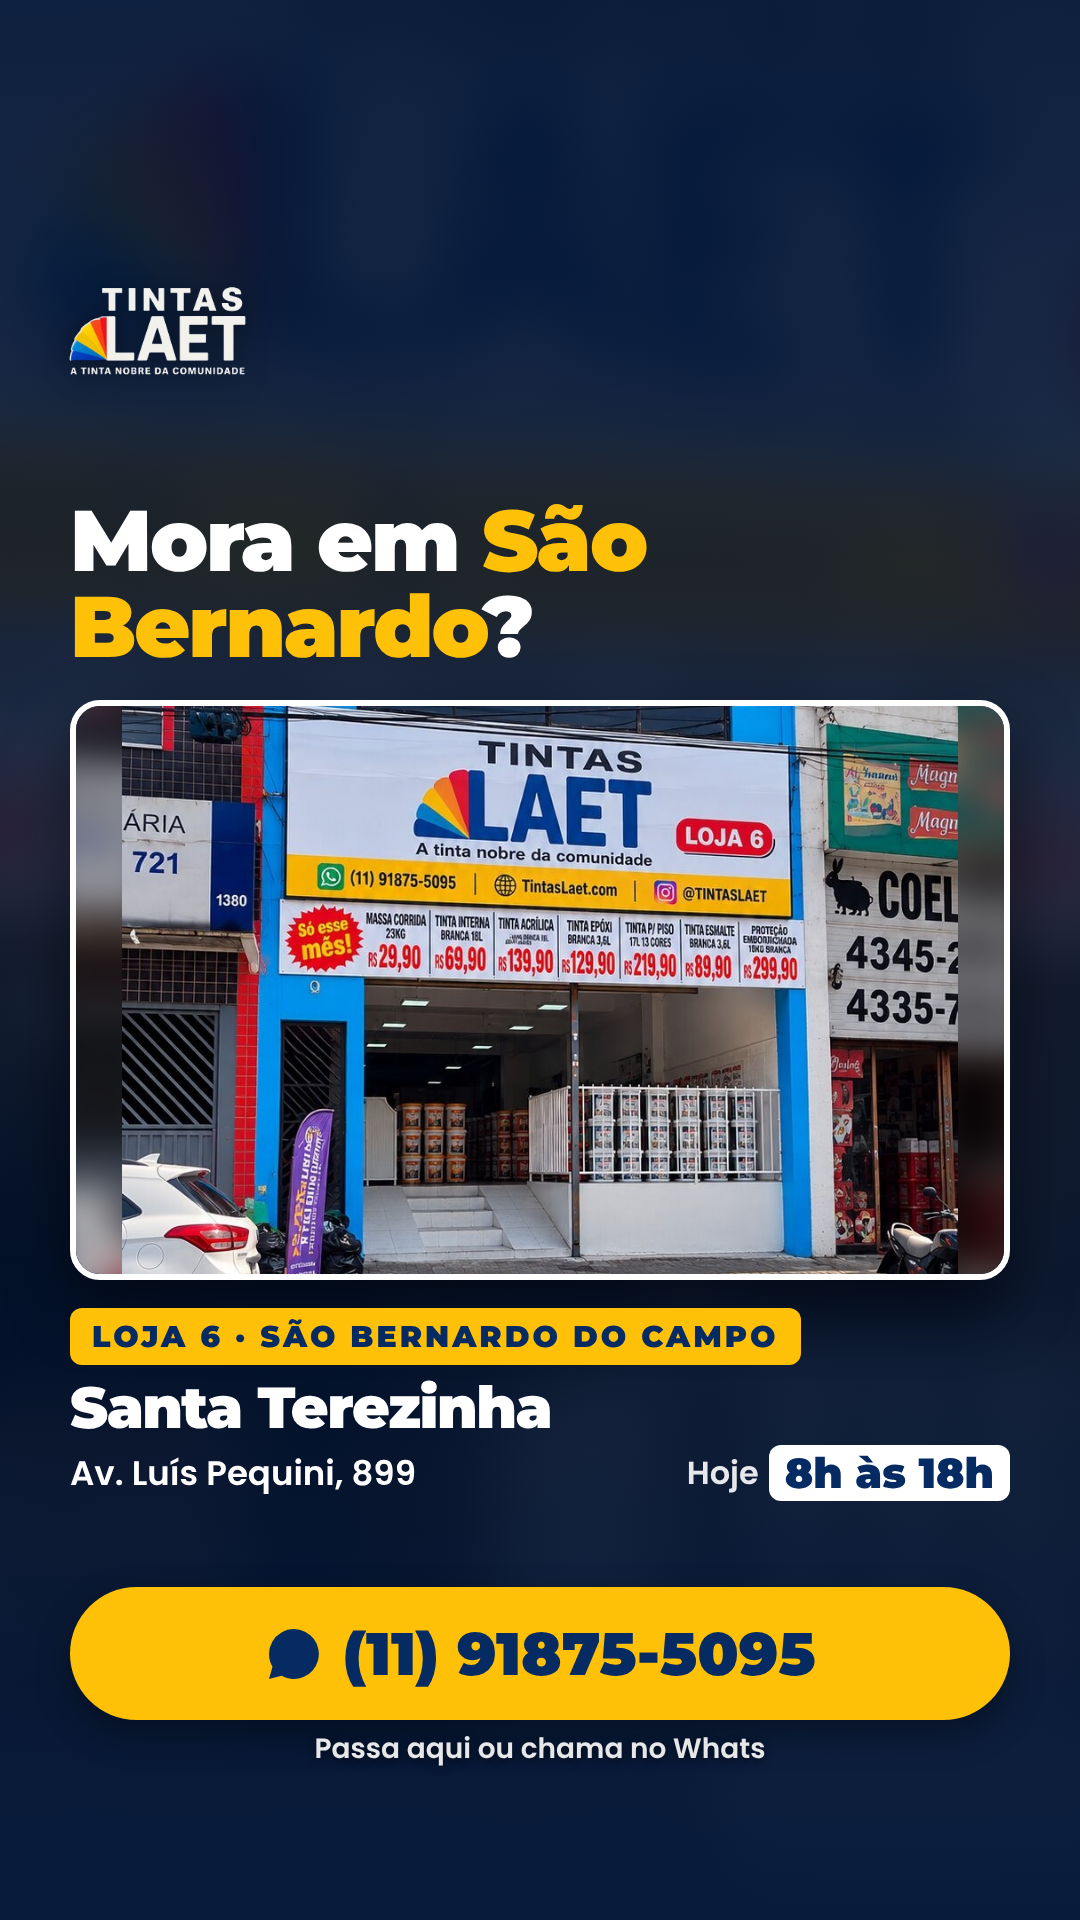 TINTAS
LAET
A TINTA NOBRE DA COMUNIDADE
Mora em São
Bernardo?
TINTAS
LAET
A tinta nobre da comunidade
LOJA 6
(11) 91875-5095 | TintasLaet.com | @TINTASLAET
Só esse mês!
MASSA CORRIDA
23KG
R$29,90
TINTA INTERNA
BRANCA 18L
R$69,90
TINTA ACRÍLICA
R$139,90
TINTA EPÓXI
BRANCA 3,6L
R$129,90
TINTA P/ PISO
17L 13 CORES
R$219,90
TINTA ESMALTE
BRANCA 3,6L
R$89,90
PROTEÇÃO
R$299,90
ÁRIA
721
1380
Magn
Magn
COEL
4345-2
4335-7
LOJA 6 • SÃO BERNARDO DO CAMPO
Santa Terezinha
Av. Luís Pequini, 899
Hoje 8h às 18h
(11) 91875-5095
Passa aqui ou chama no Whats